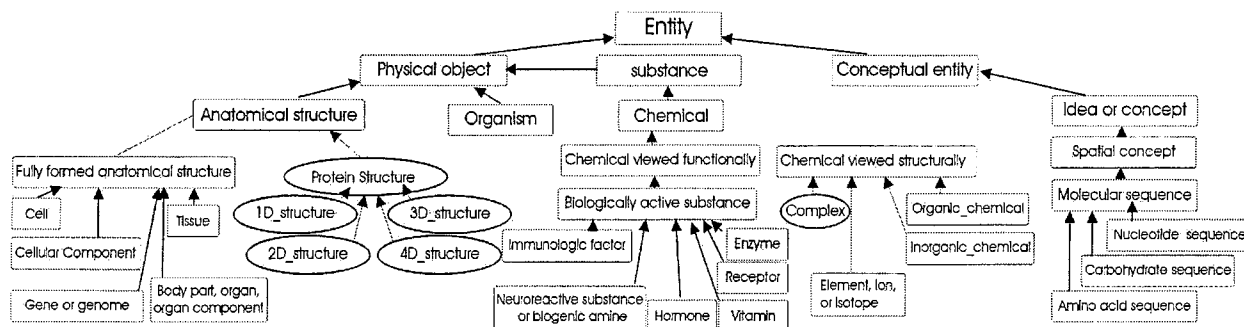 Entity
Physical object
substance
Conceptual entity
Anatomical structure
Organism
Chemical
Idea or concept
Fully formed anatomical structure
Protein Structure
Chemical viewed functionally
Chemical viewed structurally
Spatial concept
Cell
Tissue
1D_structure
3D_structure
Biologically active substance
Complex
Organic_chemical
Molecular sequence
Cellular Component
2D_structure
4D_structure
Immunologic factor
Enzyme
Inorganic_chemical
Nucleotide sequence
Receptor
Carbohydrate sequence
Gene or genome
Body part, organ,
organ component
Neuroreactive substance
or biogenic amine
Hormone
Vitamin
Element, Ion,
or Isotope
Amino acid sequence